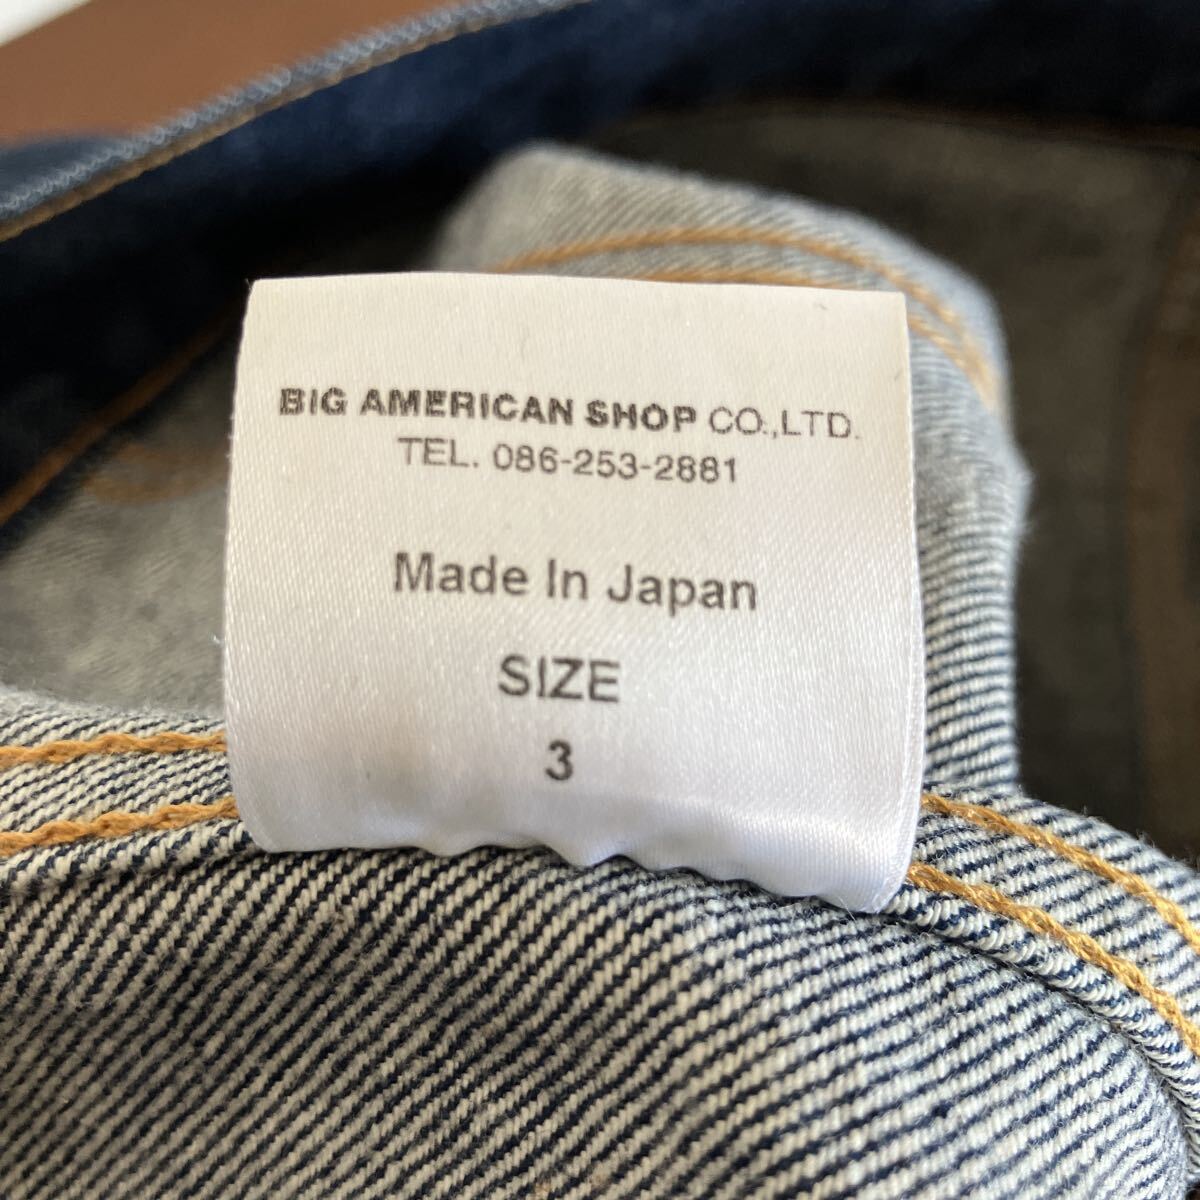 BIG AMERICAN SHOP CO.,LTD.
TEL. 086-253-2881
Made In Japan
SIZE
3